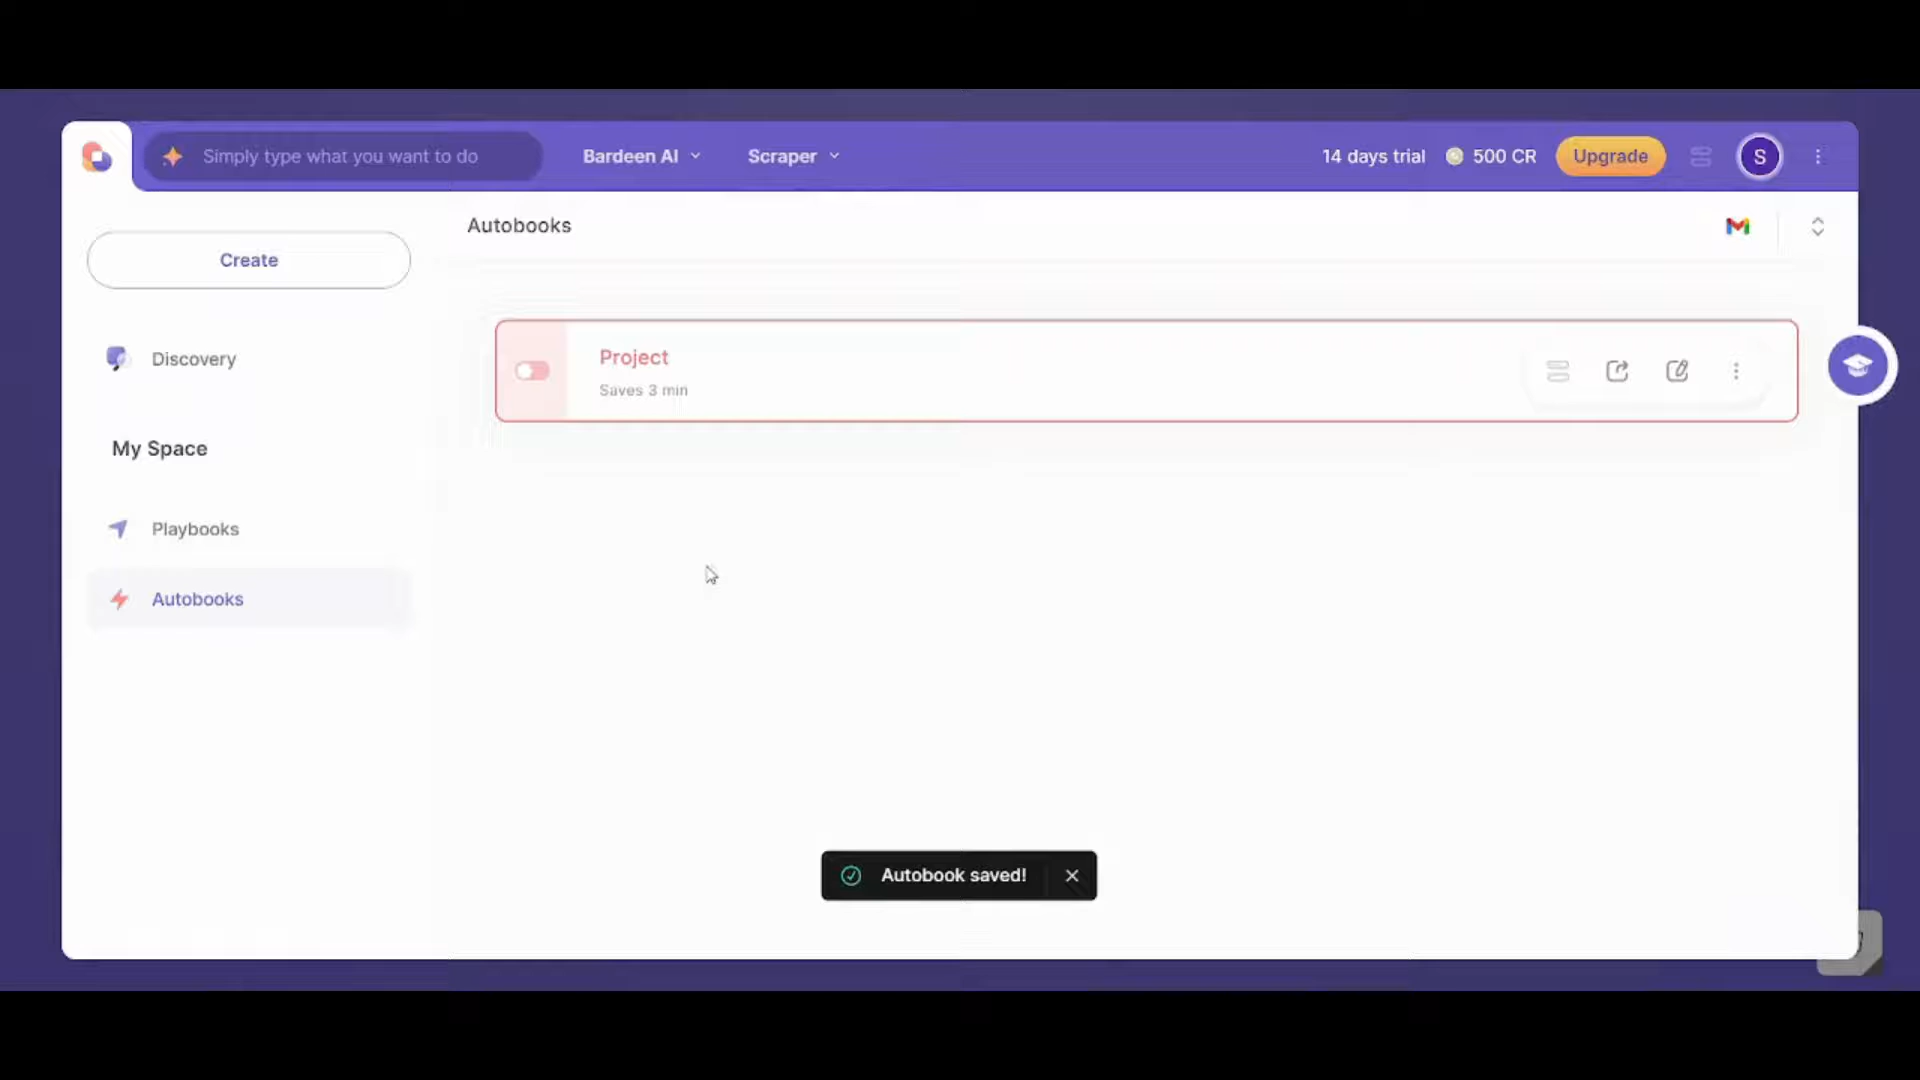 Simply type what you want to do
Bardeen AI
Scraper
14 days trial
500 CR
Upgrade
S
Create
Autobooks
Discovery
Project
Saves 3 min
My Space
Playbooks
Autobooks
Autobook saved!